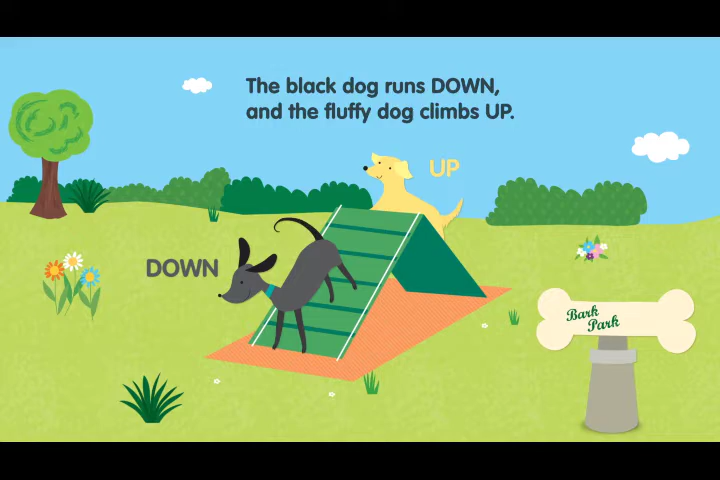 The black dog runs DOWN,
and the fluffy dog climbs UP.
UP
DOWN
Bark
Park